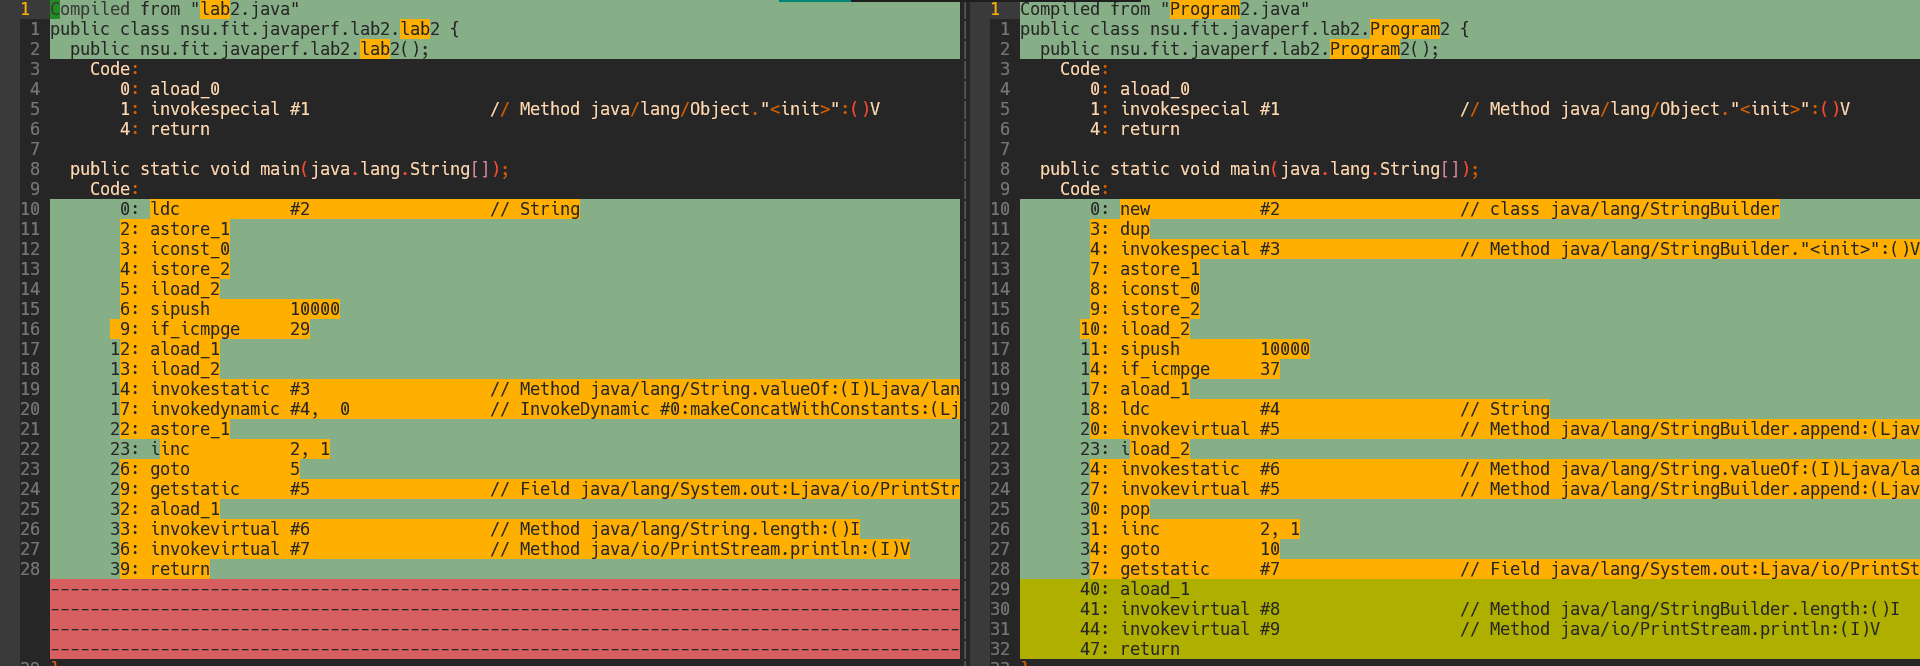 1 Compiled from "lab2.java"
1 public class nsu.fit.javaperf.lab2.lab2 {
2 public nsu.fit.javaperf.lab2.lab2();
3 Code:
4 0: aload_0
5 1: invokespecial #1 // Method java/lang/Object."<init>":()V
6 4: return
7
8 public static void main(java.lang.String[]);
9 Code:
10 0: ldc #2 // String
11 2: astore_1
12 3: iconst_0
13 4: istore_2
14 5: iload_2
15 6: sipush 10000
16 9: if_icmpge 29
17 12: aload_1
18 13: iload_2
19 14: invokestatic #3 // Method java/lang/String.valueOf:(I)Ljava/lan
20 17: invokedynamic #4, 0 // InvokeDynamic #0:makeConcatWithConstants:(Lj
21 22: astore_1
22 23: iinc 2, 1
23 26: goto 5
24 29: getstatic #5 // Field java/lang/System.out:Ljava/io/PrintStr
25 32: aload_1
26 33: invokevirtual #6 // Method java/lang/String.length:()I
27 36: invokevirtual #7 // Method java/io/PrintStream.println:(I)V
28 39: return
1 Compiled from "Program2.java"
1 public class nsu.fit.javaperf.lab2.Program2 {
2 public nsu.fit.javaperf.lab2.Program2();
3 Code:
4 0: aload_0
5 1: invokespecial #1 // Method java/lang/Object."<init>":()V
6 4: return
7
8 public static void main(java.lang.String[]);
9 Code:
10 0: new #2 // class java/lang/StringBuilder
11 3: dup
12 4: invokespecial #3 // Method java/lang/StringBuilder."<init>":()V
13 7: astore_1
14 8: iconst_0
15 9: istore_2
16 10: iload_2
17 11: sipush 10000
18 14: if_icmpge 37
19 17: aload_1
20 18: ldc #4 // String
21 20: invokevirtual #5 // Method java/lang/StringBuilder.append:(Ljav
22 23: iload_2
23 24: invokestatic #6 // Method java/lang/String.valueOf:(I)Ljava/la
24 27: invokevirtual #5 // Method java/lang/StringBuilder.append:(Ljav
25 30: pop
26 31: iinc 2, 1
27 34: goto 10
28 37: getstatic #7 // Field java/lang/System.out:Ljava/io/PrintSt
29 40: aload_1
30 41: invokevirtual #8 // Method java/lang/StringBuilder.length:()I
31 44: invokevirtual #9 // Method java/io/PrintStream.println:(I)V
32 47: return